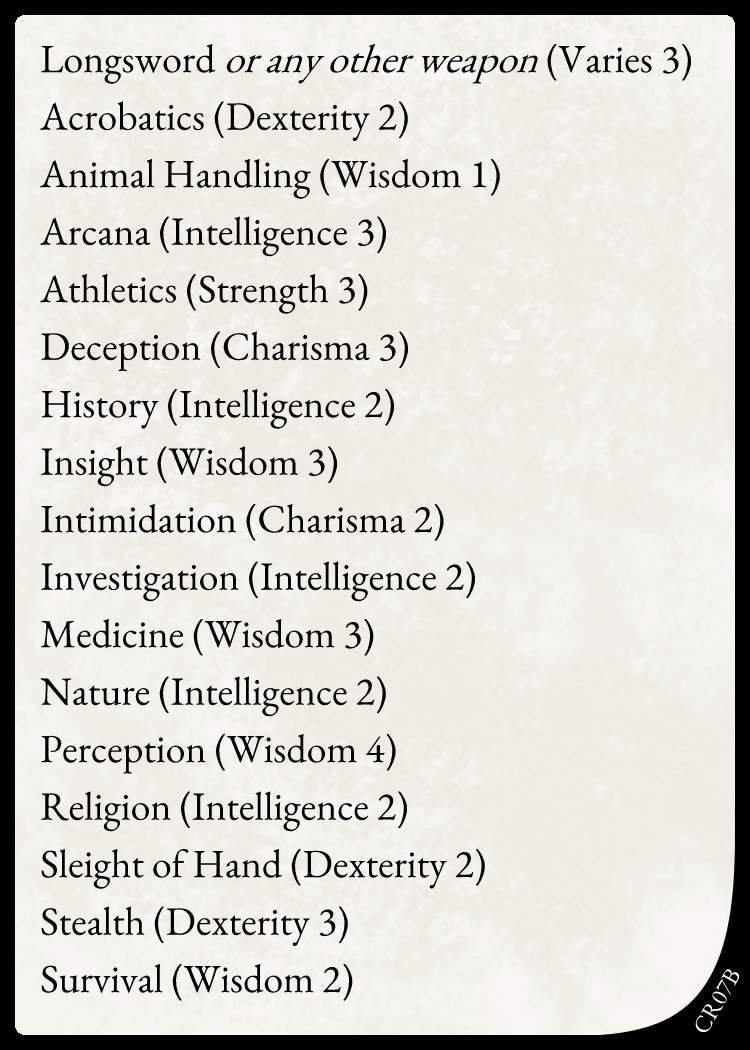 Longsword or any other weapon (Varies 3)
Acrobatics (Dexterity 2)
Animal Handling (Wisdom 1)
Arcana (Intelligence 3)
Athletics (Strength 3)
Deception (Charisma 3)
History (Intelligence 2)
Insight (Wisdom 3)
Intimidation (Charisma 2)
Investigation (Intelligence 2)
Medicine (Wisdom 3)
Nature (Intelligence 2)
Perception (Wisdom 4)
Religion (Intelligence 2)
Sleight of Hand (Dexterity 2)
Stealth (Dexterity 3)
Survival (Wisdom 2)
CR07B